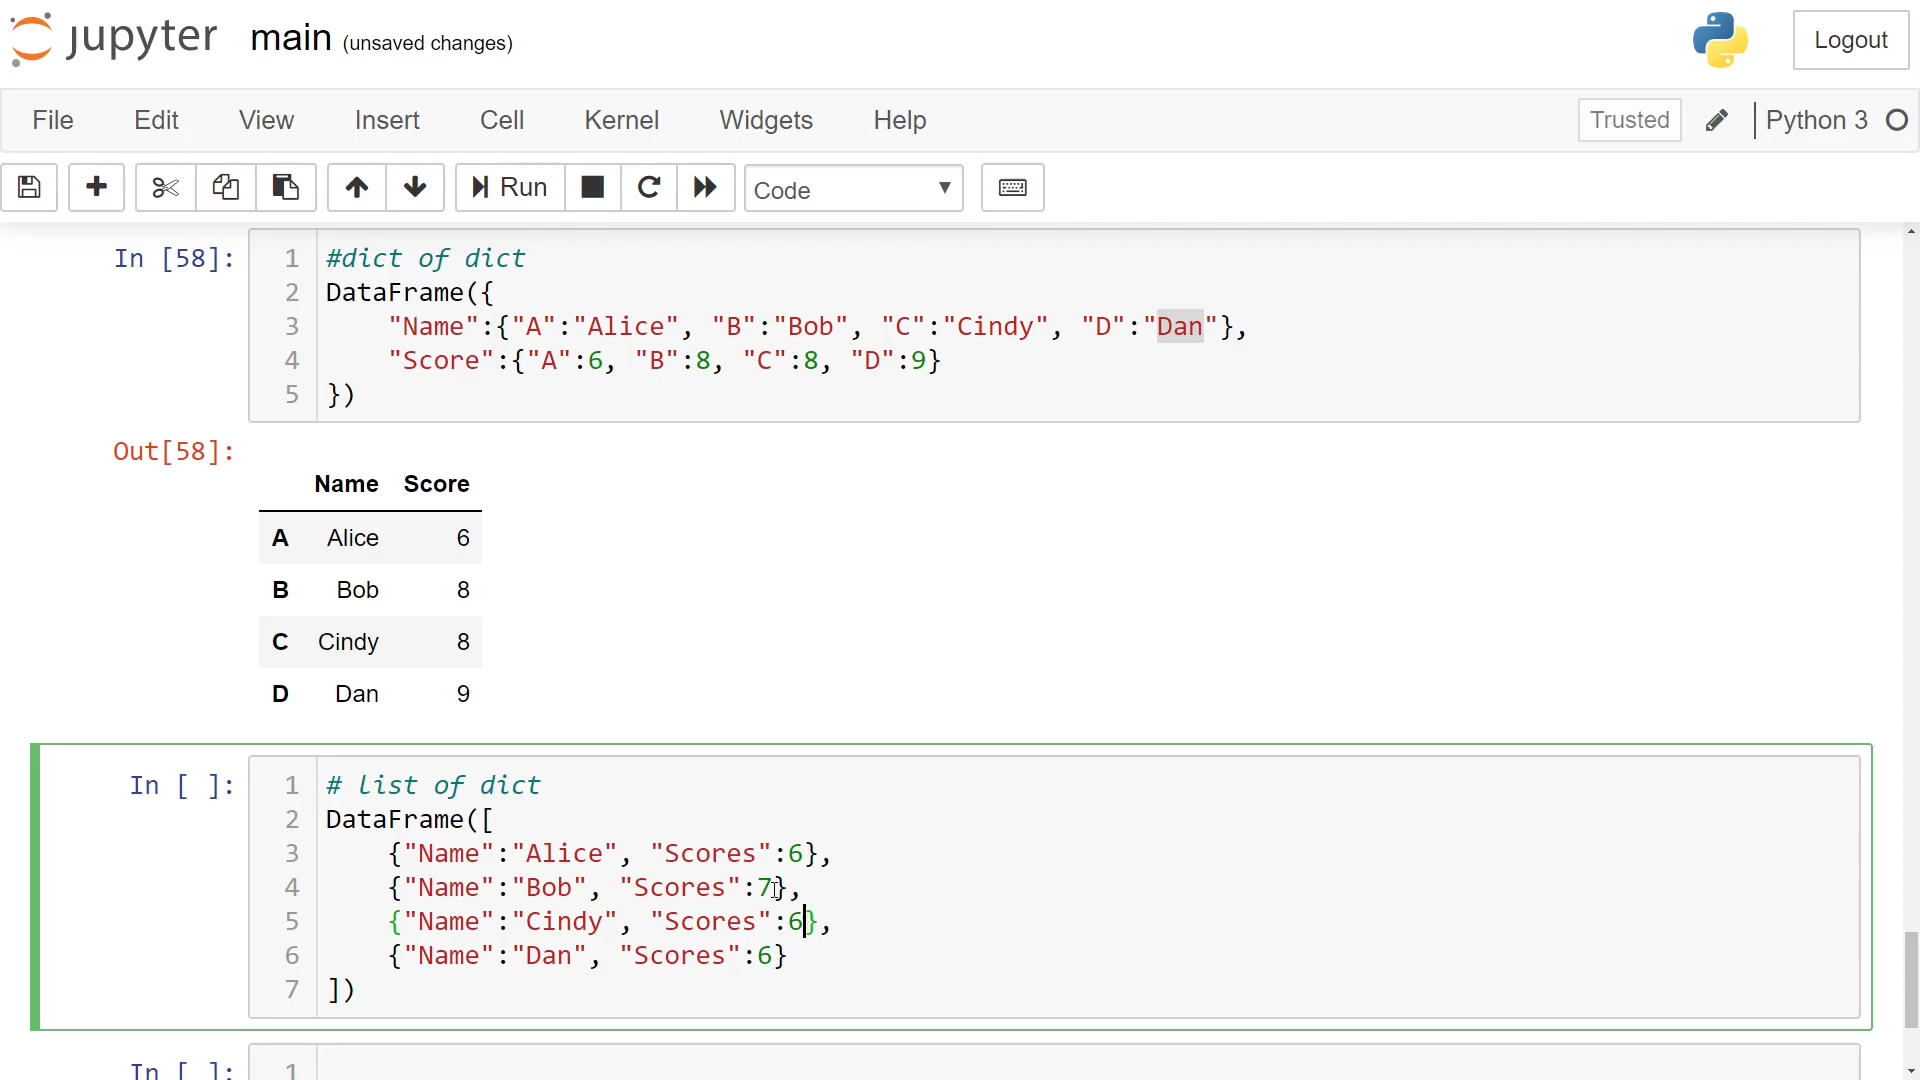 jupyter main (unsaved changes) Logout
File Edit View Insert Cell Kernel Widgets Help Trusted Python 3
Run Code
In [58]: 1 #dict of dict
2 DataFrame({
3 "Name":{"A":"Alice", "B":"Bob", "C":"Cindy", "D":"Dan"},
4 "Score":{"A":6, "B":8, "C":8, "D":9}
5 })
Out[58]:
Name Score
A Alice 6
B Bob 8
C Cindy 8
D Dan 9
In [ ]: 1 # list of dict
2 DataFrame([
3 {"Name":"Alice", "Scores":6},
4 {"Name":"Bob", "Scores":7},
5 {"Name":"Cindy", "Scores":6},
6 {"Name":"Dan", "Scores":6}
7 ])
In [ ]: 1